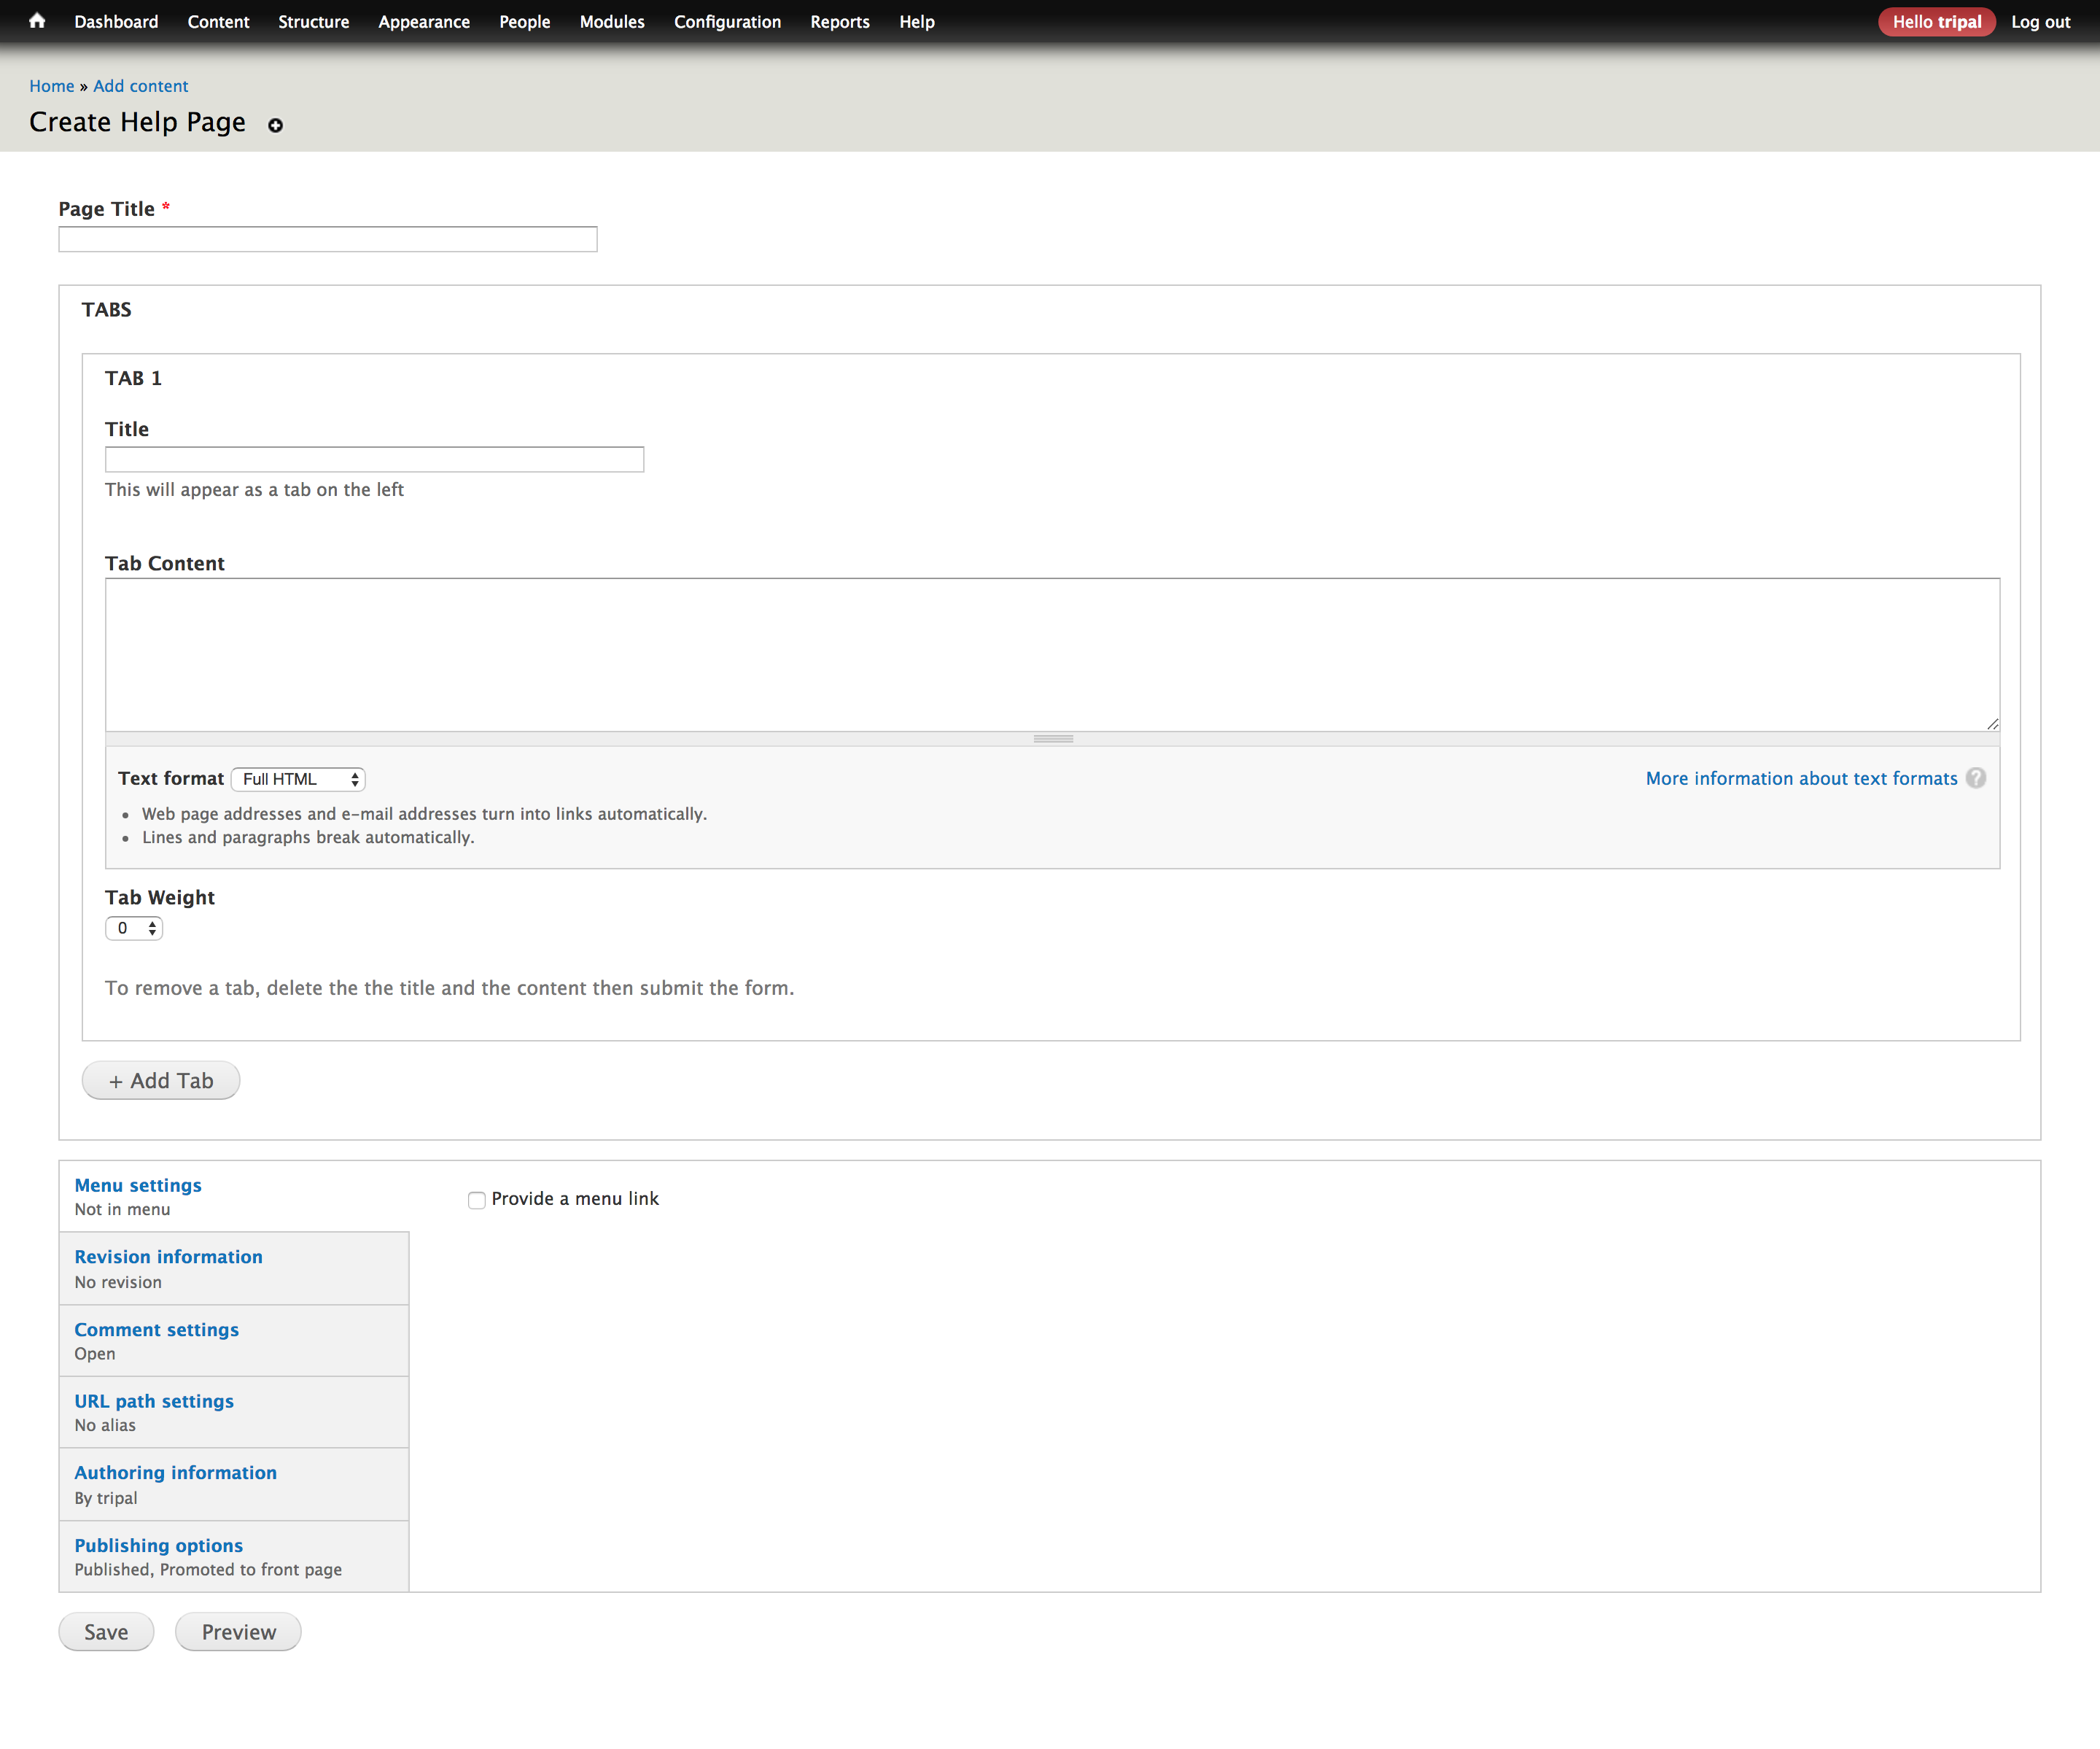 Dashboard Content Structure Appearance People Modules Configuration Reports Help Hello tripal Log out
Home » Add content
Create Help Page
Page Title *
TABS
TAB 1
Title
This will appear as a tab on the left
Tab Content
Text format Full HTML More information about text formats ?
• Web page addresses and e-mail addresses turn into links automatically.
• Lines and paragraphs break automatically.
Tab Weight
0
To remove a tab, delete the the title and the content then submit the form.
+ Add Tab
Menu settings
Not in menu
Provide a menu link
Revision information
No revision
Comment settings
Open
URL path settings
No alias
Authoring information
By tripal
Publishing options
Published, Promoted to front page
Save Preview